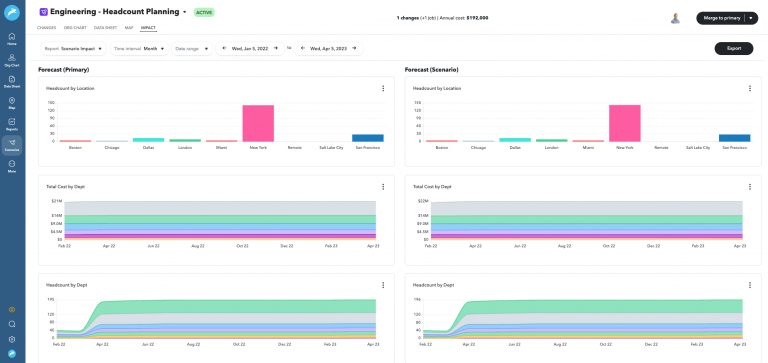 Engineering - Headcount Planning
ACTIVE
1 changes (+1 job) | Annual cost: $192,000
Merge to primary
CHANGES ORG CHART DATA SHEET MAP IMPACT
Report Scenario Impact Time interval Month Date range Wed, Jan 5, 2022 to Wed, Apr 5, 2023 Export
Home
Org Chart
Data Sheet
Map
Reports
Scenarios
More
Forecast (Primary)
Headcount by Location
150
120
90
60
30
0
Boston Chicago Dallas London Miami New York Remote Salt Lake City San Francisco
Total Cost by Dept
$21M
$14M
$9.0M
$4.5M
$0
Feb 22 Apr 22 Jun 22 Aug 22 Oct 22 Dec 22 Feb 23 Apr 23
Headcount by Dept
120
80
40
0
Feb 22 Apr 22 Jun 22 Aug 22 Oct 22 Dec 22 Feb 23 Apr 23
Forecast (Scenario)
Headcount by Location
150
120
90
60
30
0
Boston Chicago Dallas London Miami New York Remote Salt Lake City San Francisco
Total Cost by Dept
$22M
$14M
$9.0M
$4.5M
$0
Feb 22 Apr 22 Jun 22 Aug 22 Oct 22 Dec 22 Feb 23 Apr 23
Headcount by Dept
120
80
40
0
Feb 22 Apr 22 Jun 22 Aug 22 Oct 22 Dec 22 Feb 23 Apr 23